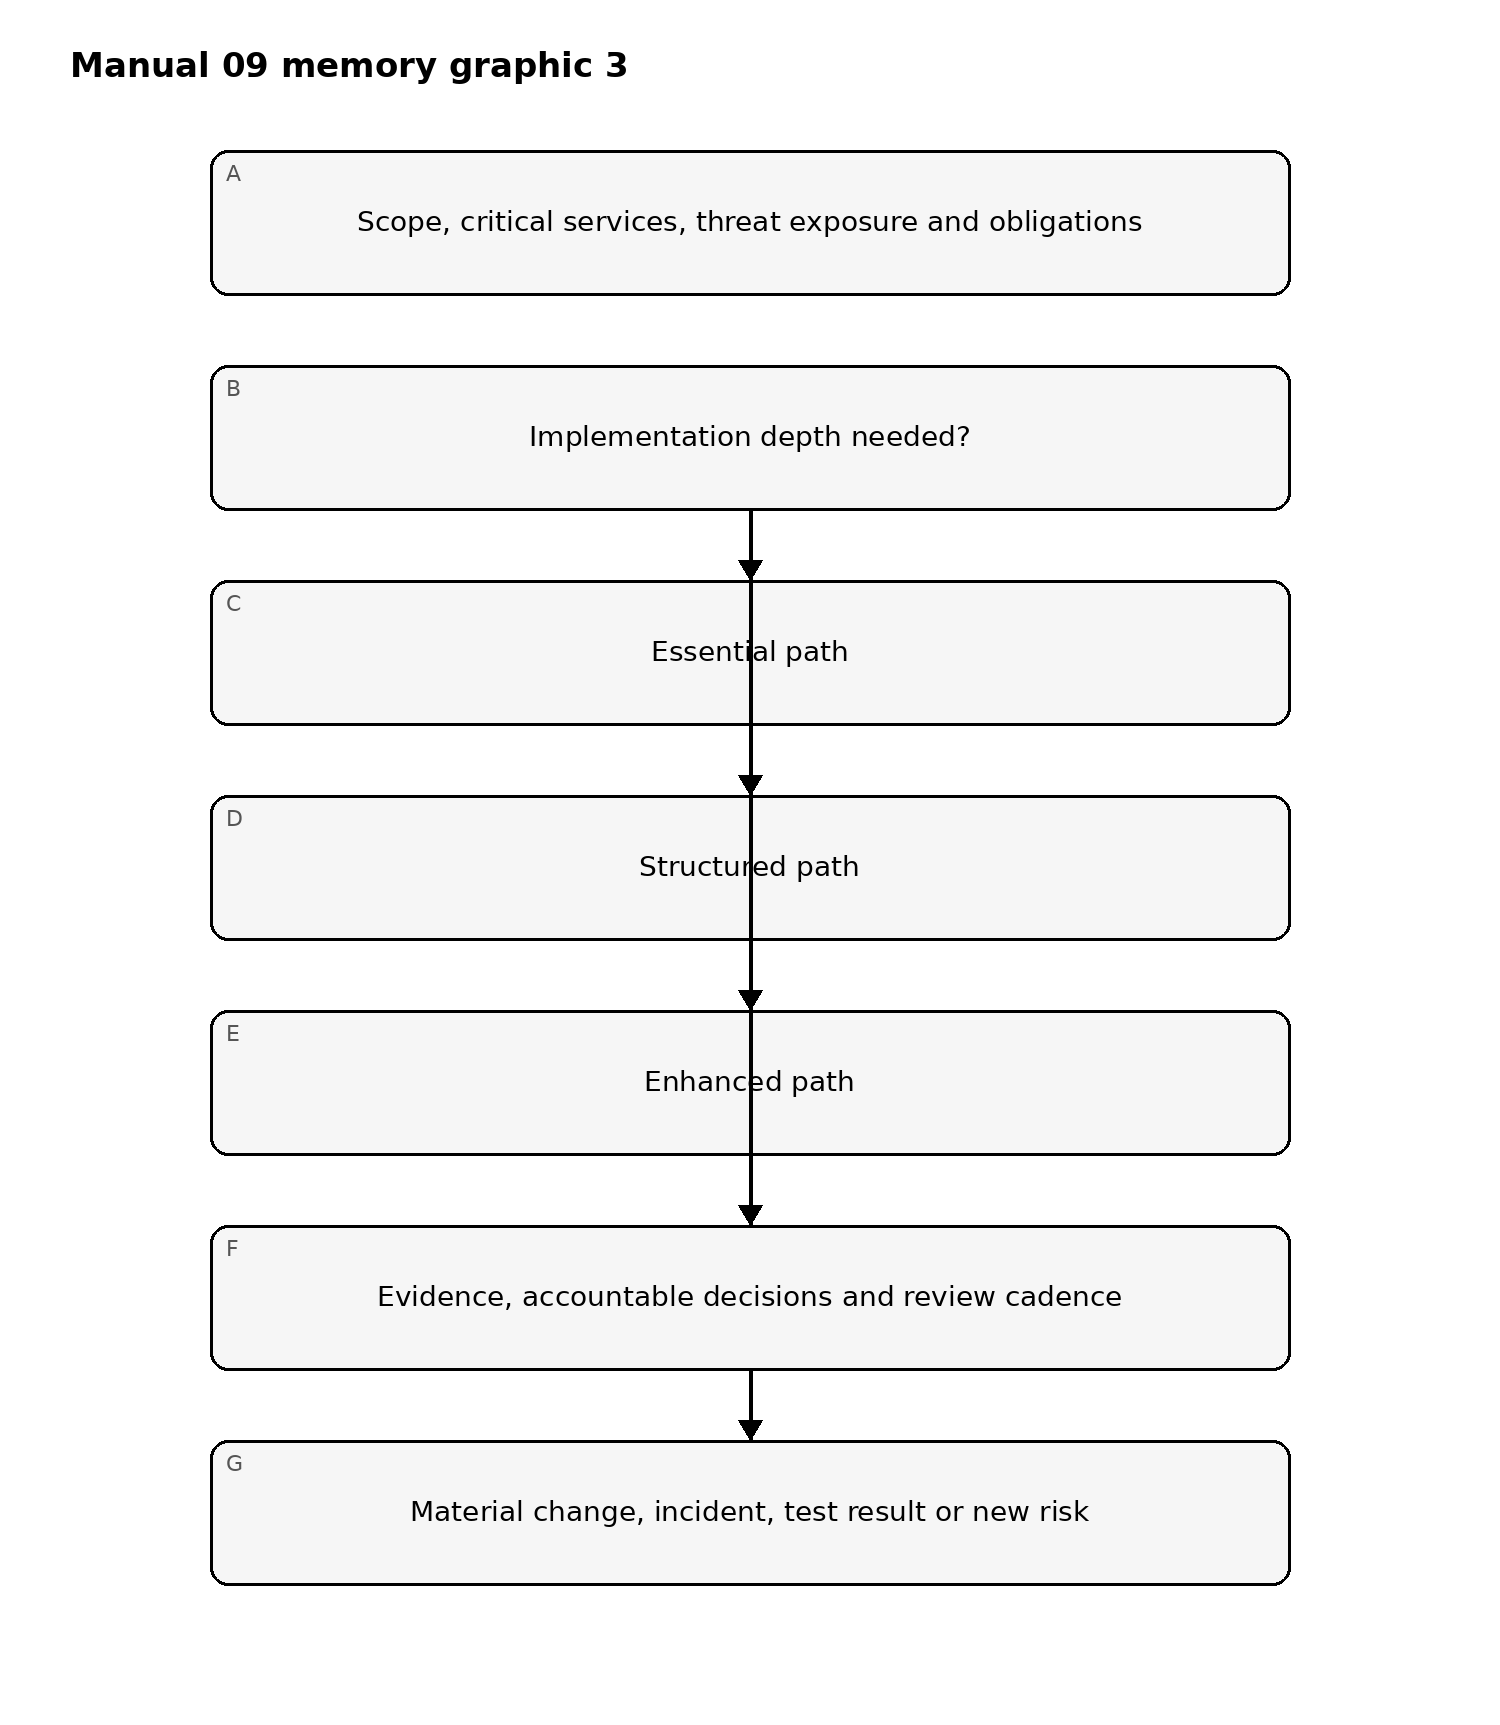 Manual 09 memory graphic 3
A
Scope, critical services, threat exposure and obligations
B
Implementation depth needed?
C
Essential path
D
Structured path
E
Enhanced path
F
Evidence, accountable decisions and review cadence
G
Material change, incident, test result or new risk